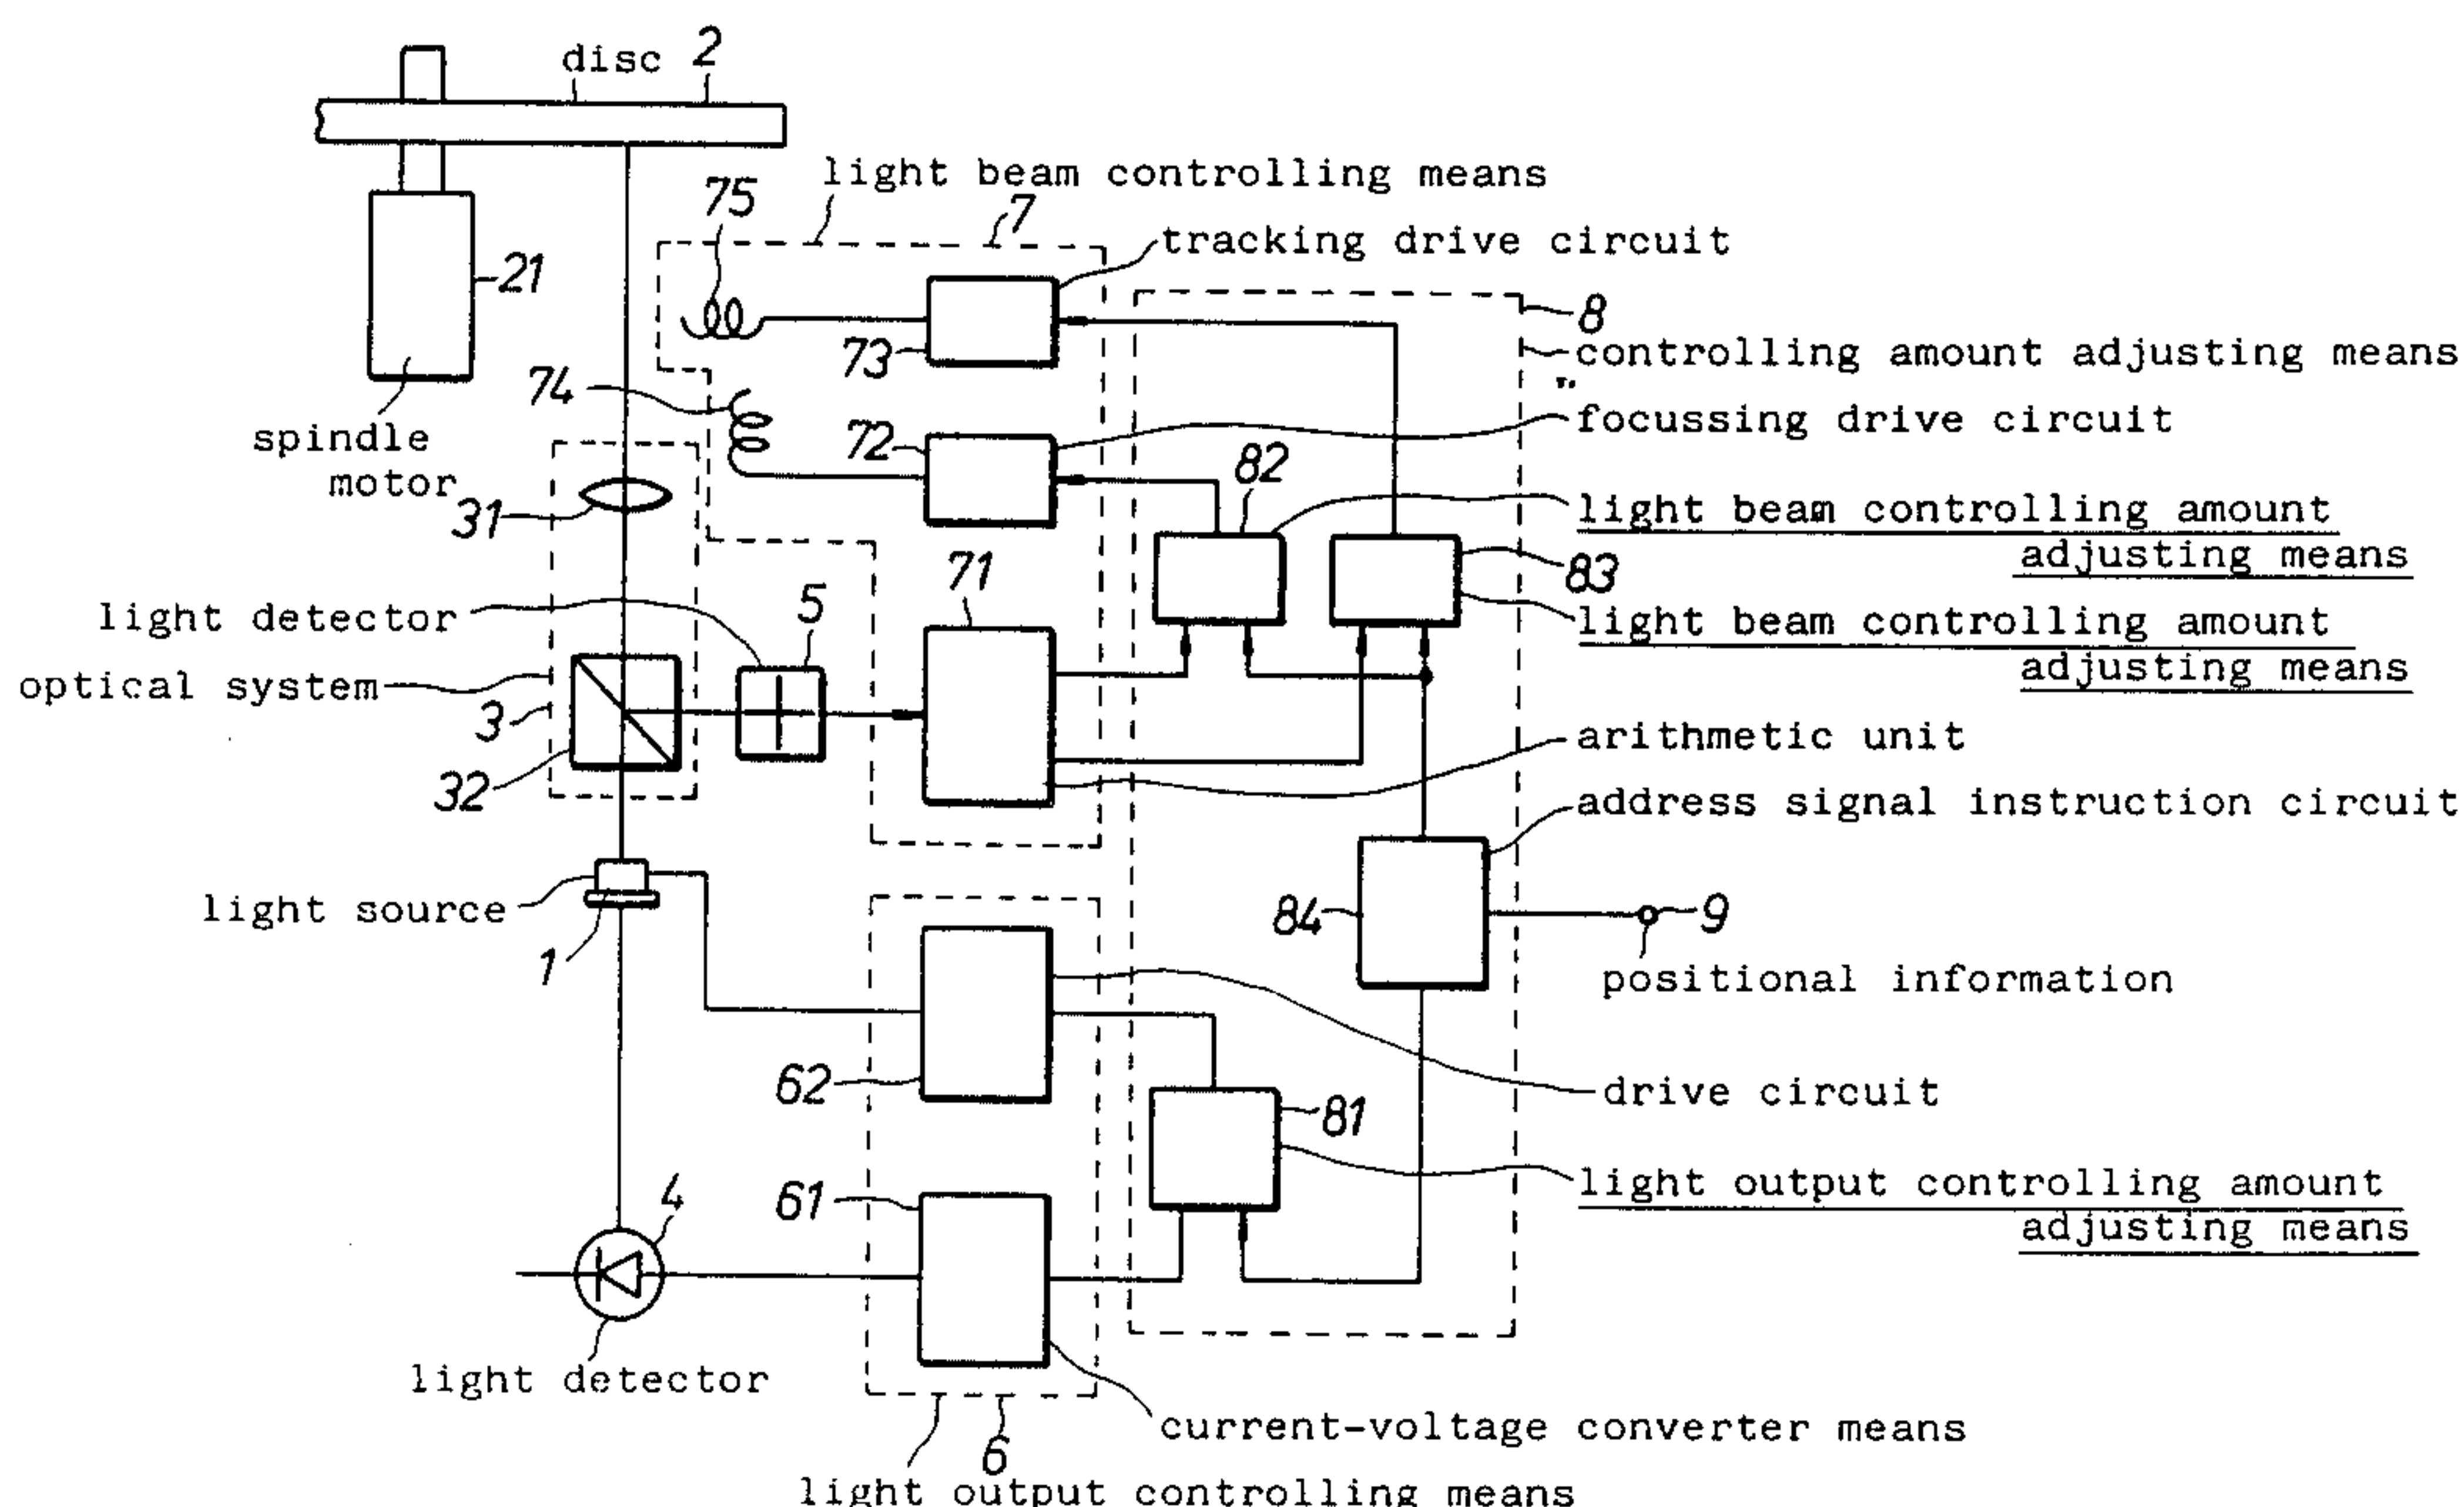 disc 2
light beam controlling means
75
7
tracking drive circuit
21
8
73
controlling amount adjusting means
74
focussing drive circuit
72
spindle
motor
82
31
light beam controlling amount
adjusting means
71
83
light detector
5
light beam controlling amount
adjusting means
optical system
3
arithmetic unit
32
address signal instruction circuit
light source
84
9
1
positional information
62
drive circuit
81
light output controlling amount
adjusting means
61
4
light detector
current-voltage converter means
6
light output controlling means